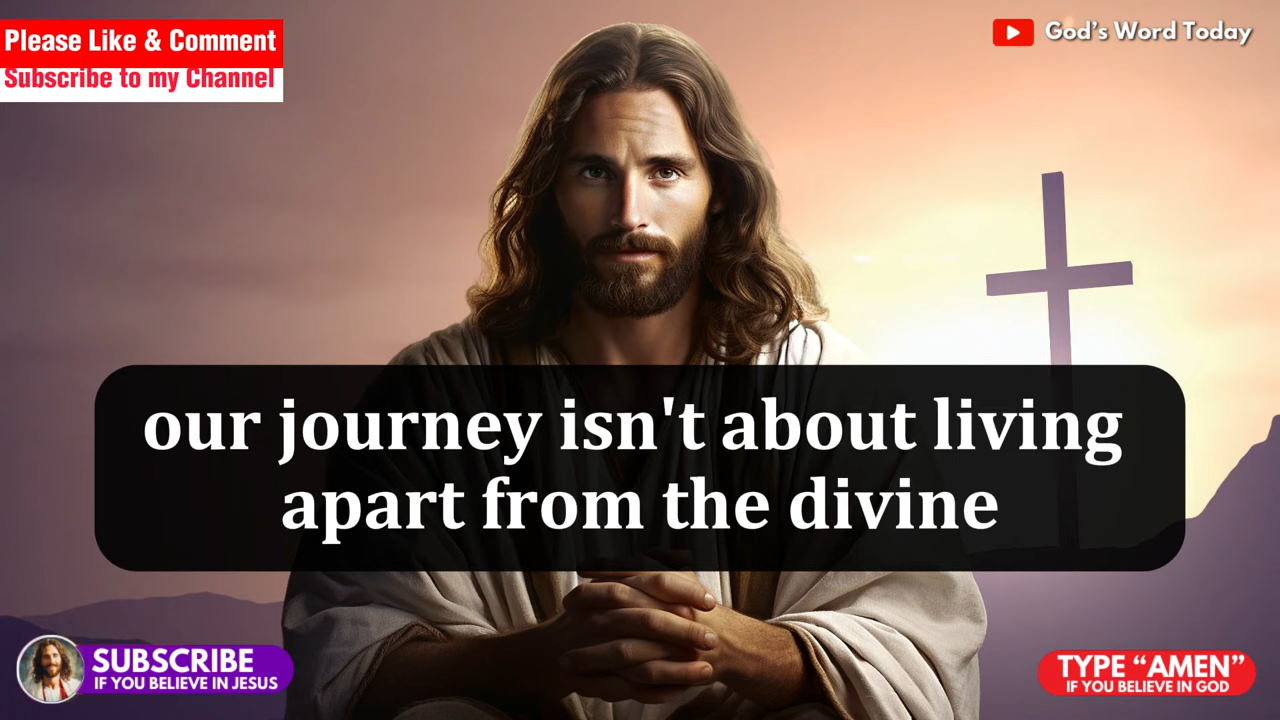 Please Like & Comment
Subscribe to my Channel
God's Word Today
our journey isn't about living
apart from the divine
SUBSCRIBE
IF YOU BELIEVE IN JESUS
TYPE “AMEN”
IF YOU BELIEVE IN GOD